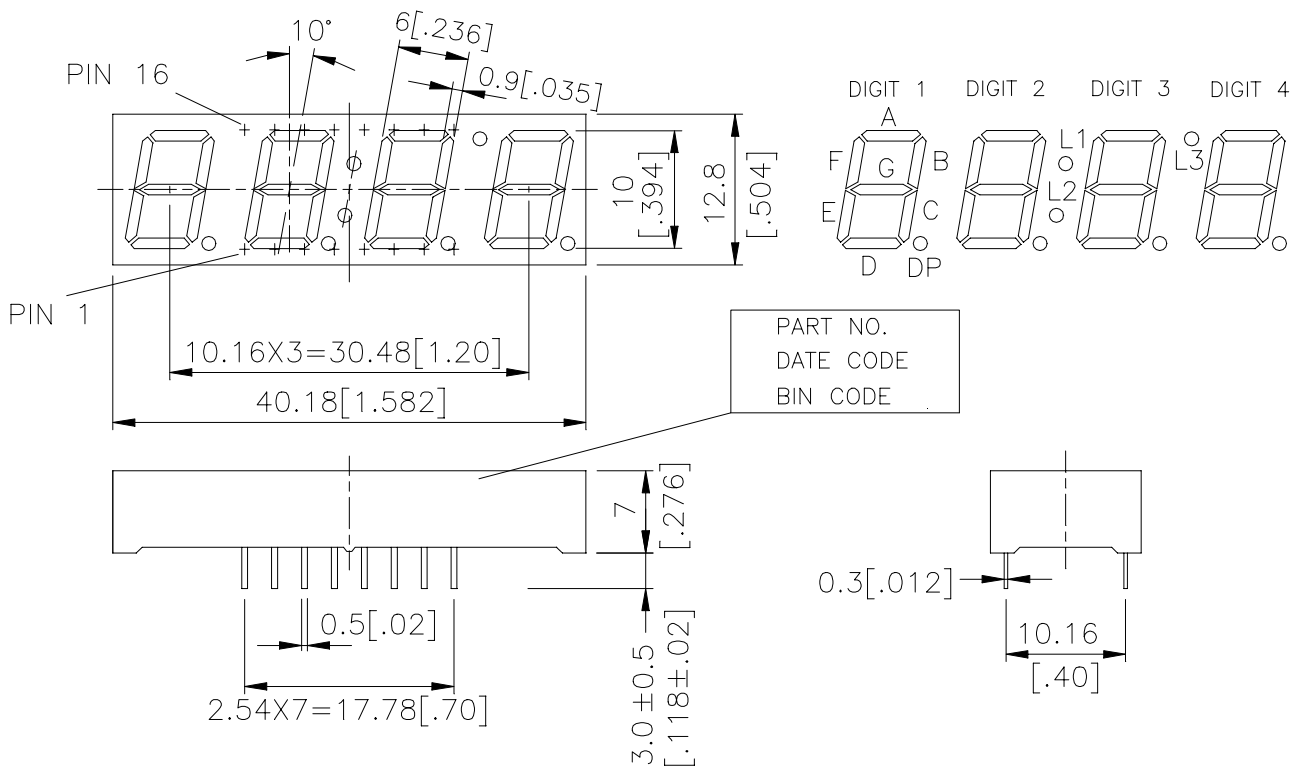 10°
6[.236]
PIN 16
0.9[.035]
10
[.394]
12.8
[.504]
PIN 1
10.16X3=30.48[1.20]
40.18[1.582]
DIGIT 1
DIGIT 2
DIGIT 3
DIGIT 4
A
F
G
B
E
C
D
DP
L1
L2
L3
PART NO.
DATE CODE
BIN CODE
7
[.276]
0.5[.02]
2.54X7=17.78[.70]
3.0±0.5
[.118±.02]
0.3[.012]
10.16
[.40]